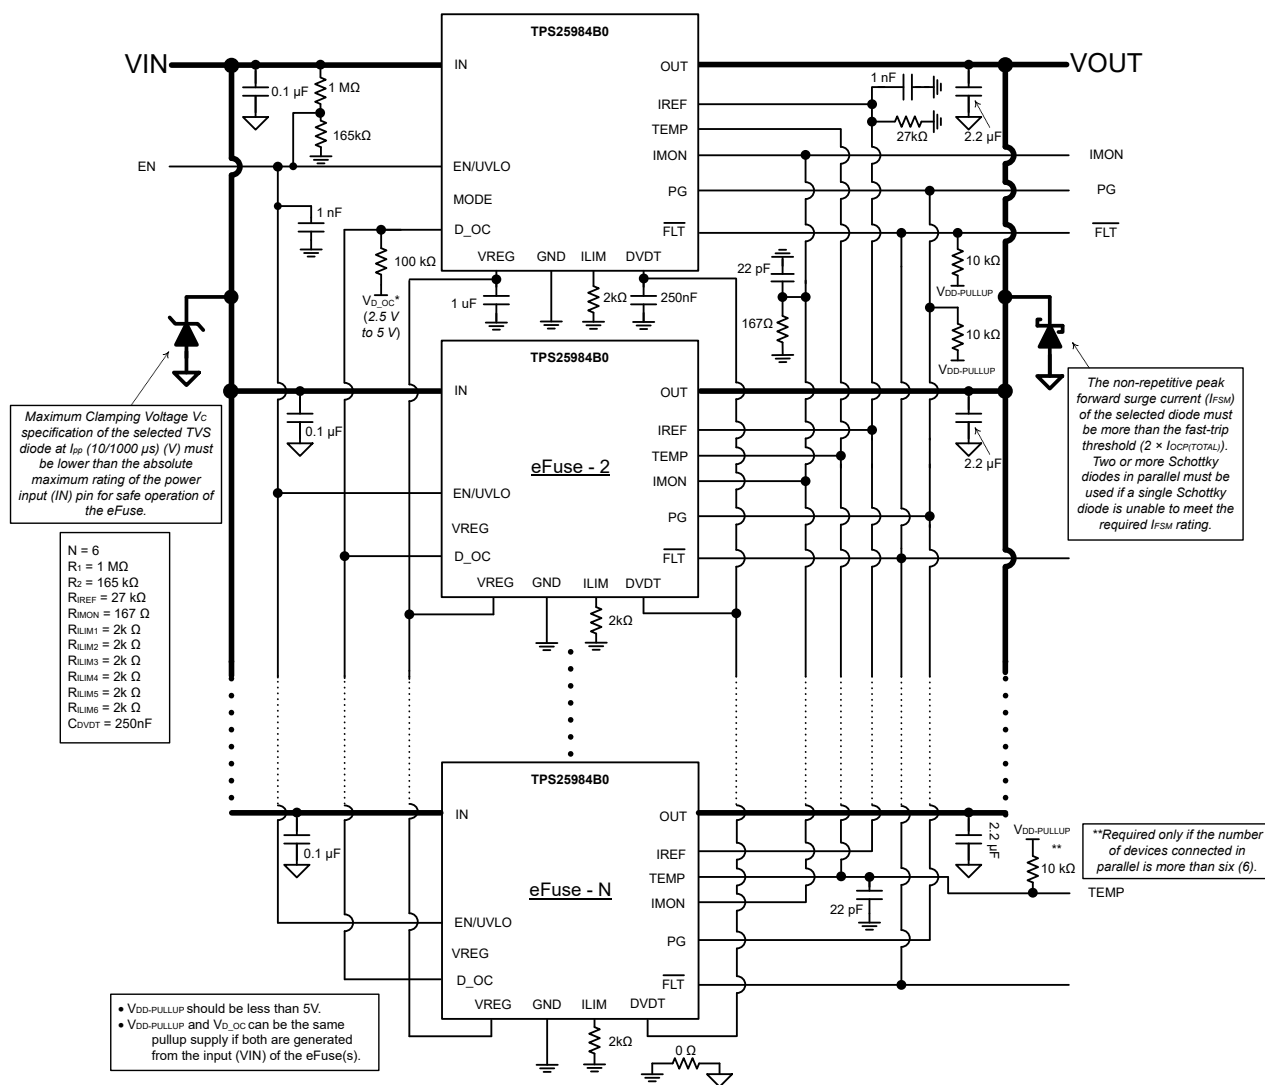 TPS25984B0
VIN
IN
OUT
VOUT
0.1 µF
1 MΩ
165kΩ
1 nF
27kΩ
2.2 µF
IREF
TEMP
IMON
IMON
EN
EN/UVLO
MODE
PG
PG
1 nF
D_OC
FLT
FLT
100 kΩ
VREG
GND
ILIM
DVDT
VD_OC*
(2.5 V
to 5 V)
1 uF
2kΩ
250nF
22 pF
167Ω
10 kΩ
VDD-PULLUP
10 kΩ
VDD-PULLUP
Maximum Clamping Voltage VC
specification of the selected TVS
diode at Ipp (10/1000 µs) (V) must
be lower than the absolute
maximum rating of the power
input (IN) pin for safe operation of
the eFuse.
The non-repetitive peak
forward surge current (IFSM)
of the selected diode must
be more than the fast-trip
threshold (2 × IOCP(TOTAL)).
Two or more Schottky
diodes in parallel must be
used if a single Schottky
diode is unable to meet the
required IFSM rating.
TPS25984B0
IN
OUT
0.1 µF
2.2 µF
IREF
eFuse - 2
TEMP
IMON
EN/UVLO
PG
VREG
D_OC
FLT
VREG
GND
ILIM
DVDT
2kΩ
N = 6
R1 = 1 MΩ
R2 = 165 kΩ
RIREF = 27 kΩ
RIMON = 167 Ω
RILIM1 = 2k Ω
RILIM2 = 2k Ω
RILIM3 = 2k Ω
RILIM4 = 2k Ω
RILIM5 = 2k Ω
RILIM6 = 2k Ω
CDVDT = 250nF
TPS25984B0
IN
OUT
0.1 µF
2.2 µF
IREF
eFuse - N
TEMP
IMON
22 pF
EN/UVLO
PG
VREG
D_OC
FLT
VREG
GND
ILIM
DVDT
2kΩ
0 Ω
VDD-PULLUP
**
10 kΩ
TEMP
**Required only if the number
of devices connected in
parallel is more than six (6).
• VDD-PULLUP should be less than 5V.
• VDD-PULLUP and VD_OC can be the same
pullup supply if both are generated
from the input (VIN) of the eFuse(s).